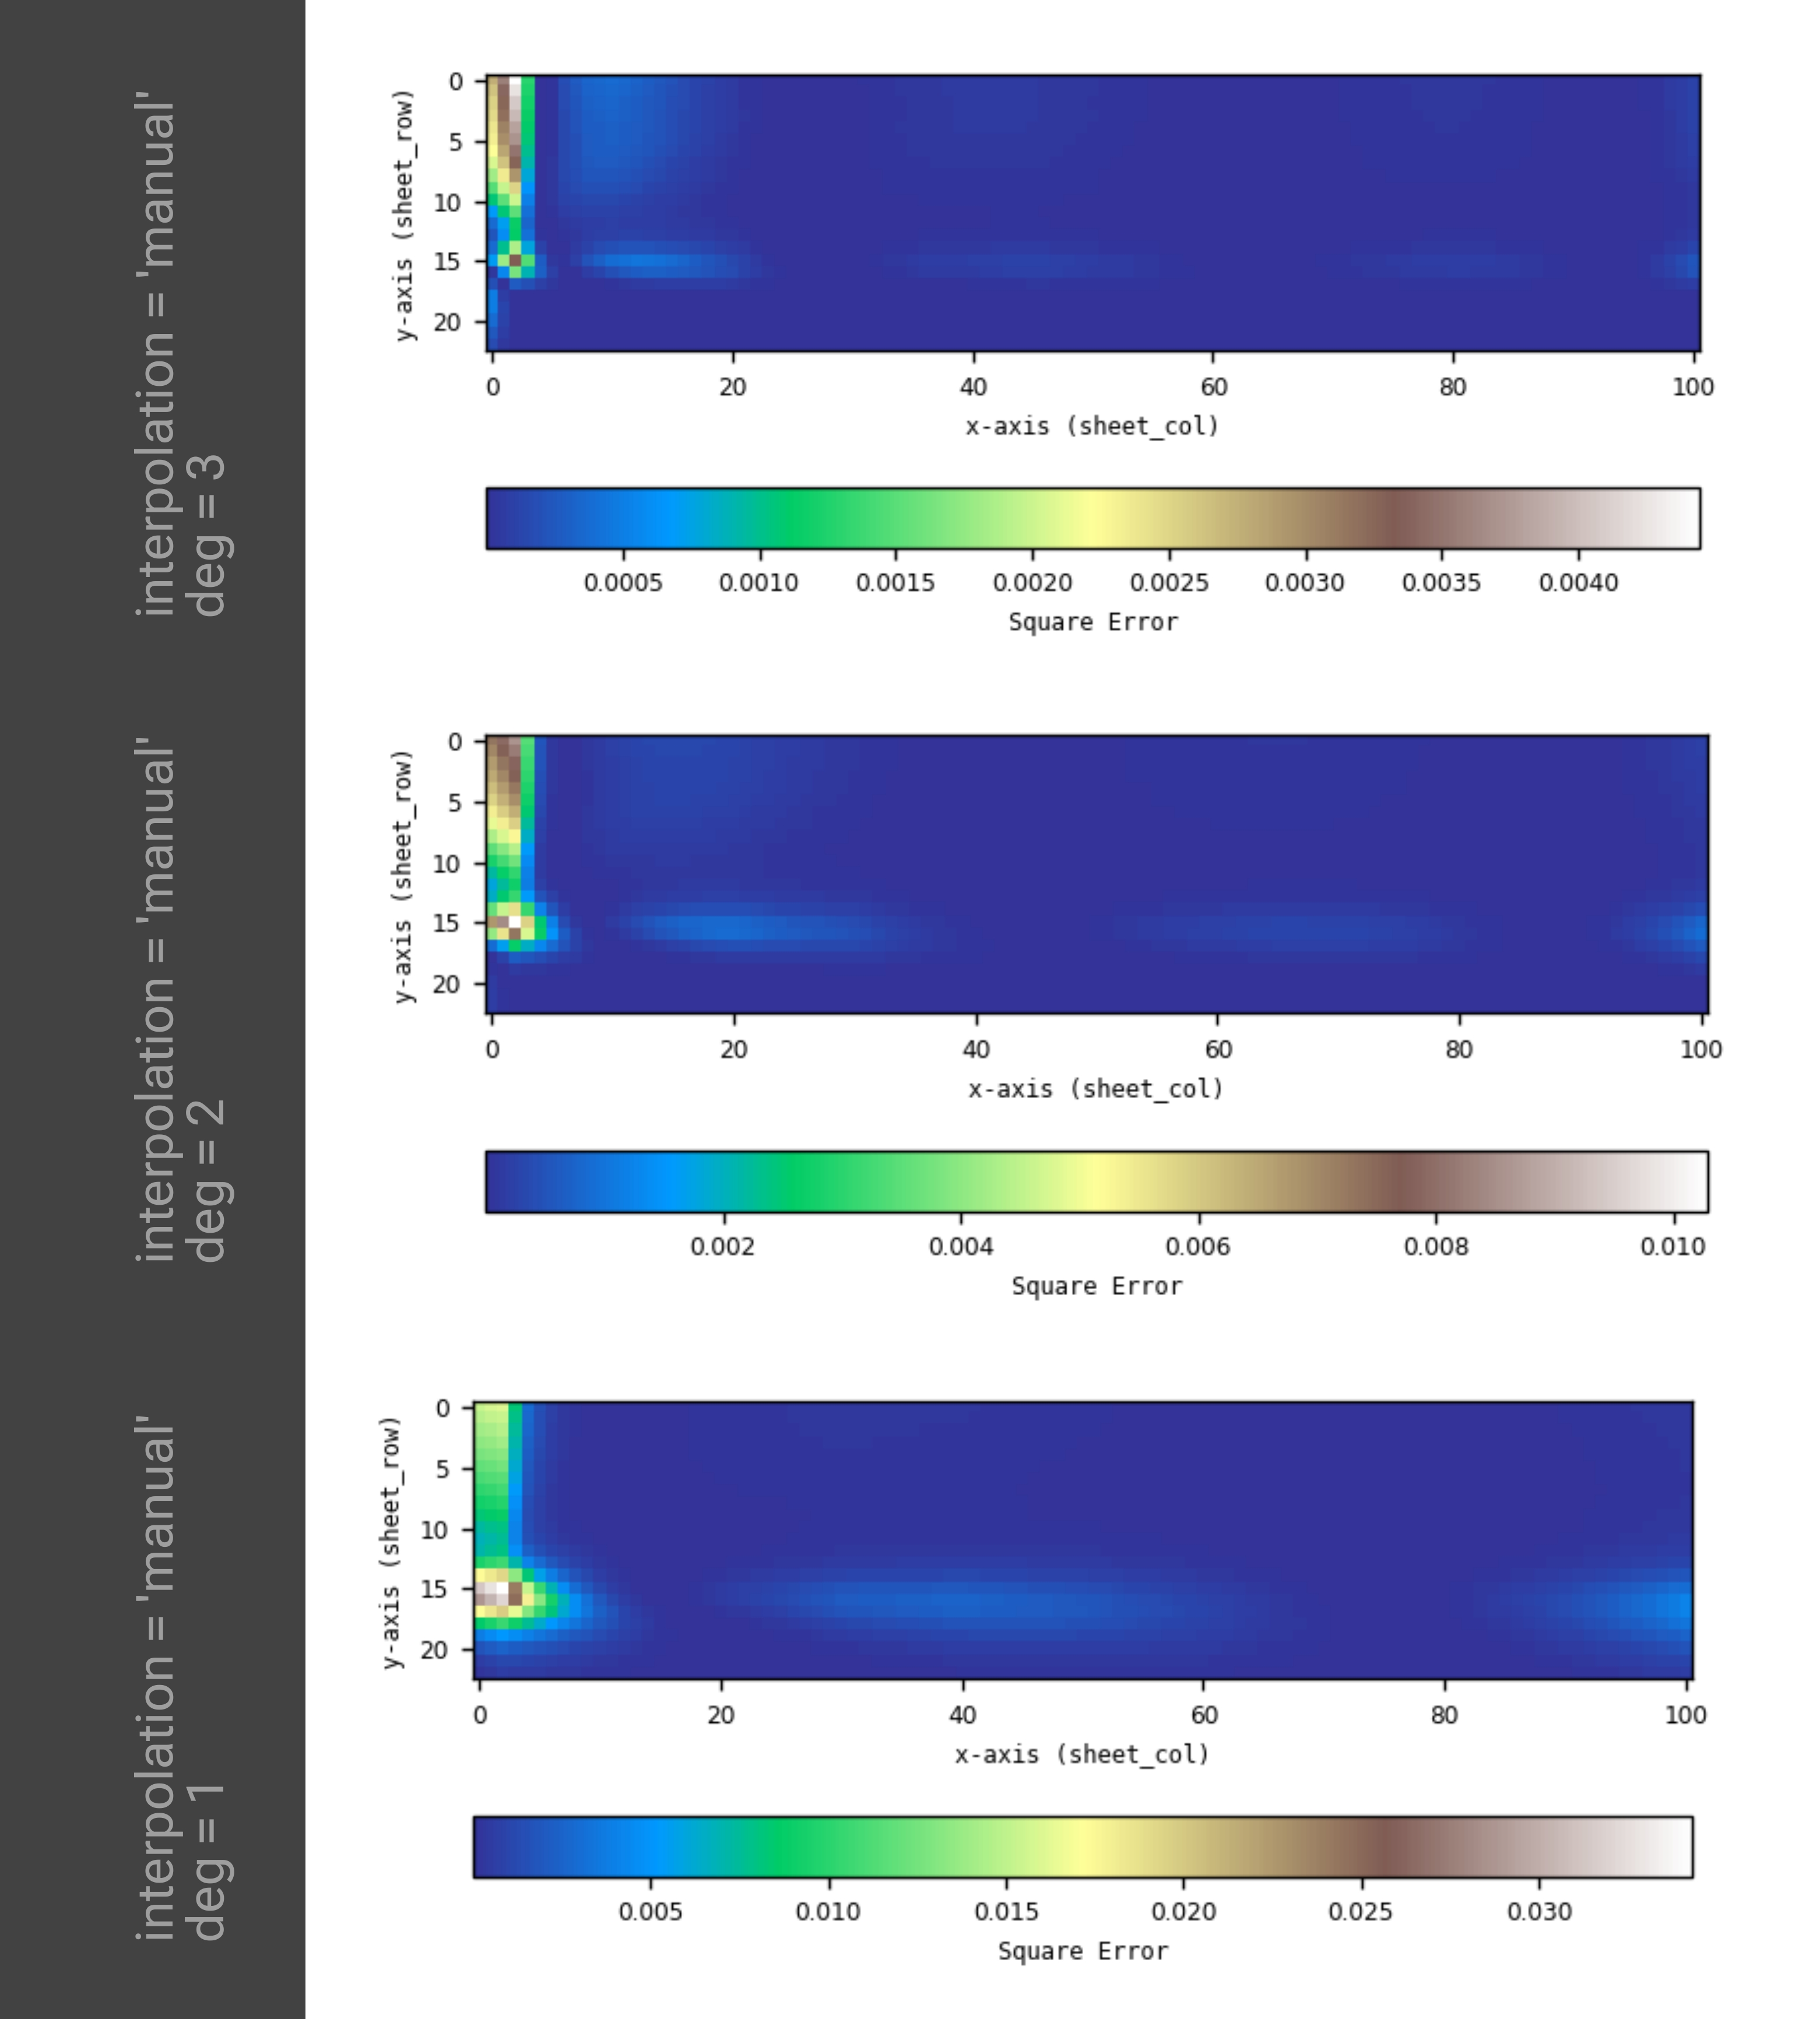 interpolation = 'manual'
deg = 3
y-axis (sheet_row)
0
5
10
15
20
0 20 40 60 80 100
x-axis (sheet_col)
0.0005 0.0010 0.0015 0.0020 0.0025 0.0030 0.0035 0.0040
Square Error
interpolation = 'manual'
deg = 2
y-axis (sheet_row)
0
5
10
15
20
0 20 40 60 80 100
x-axis (sheet_col)
0.002 0.004 0.006 0.008 0.010
Square Error
interpolation = 'manual'
deg = 1
y-axis (sheet_row)
0
5
10
15
20
0 20 40 60 80 100
x-axis (sheet_col)
0.005 0.010 0.015 0.020 0.025 0.030
Square Error